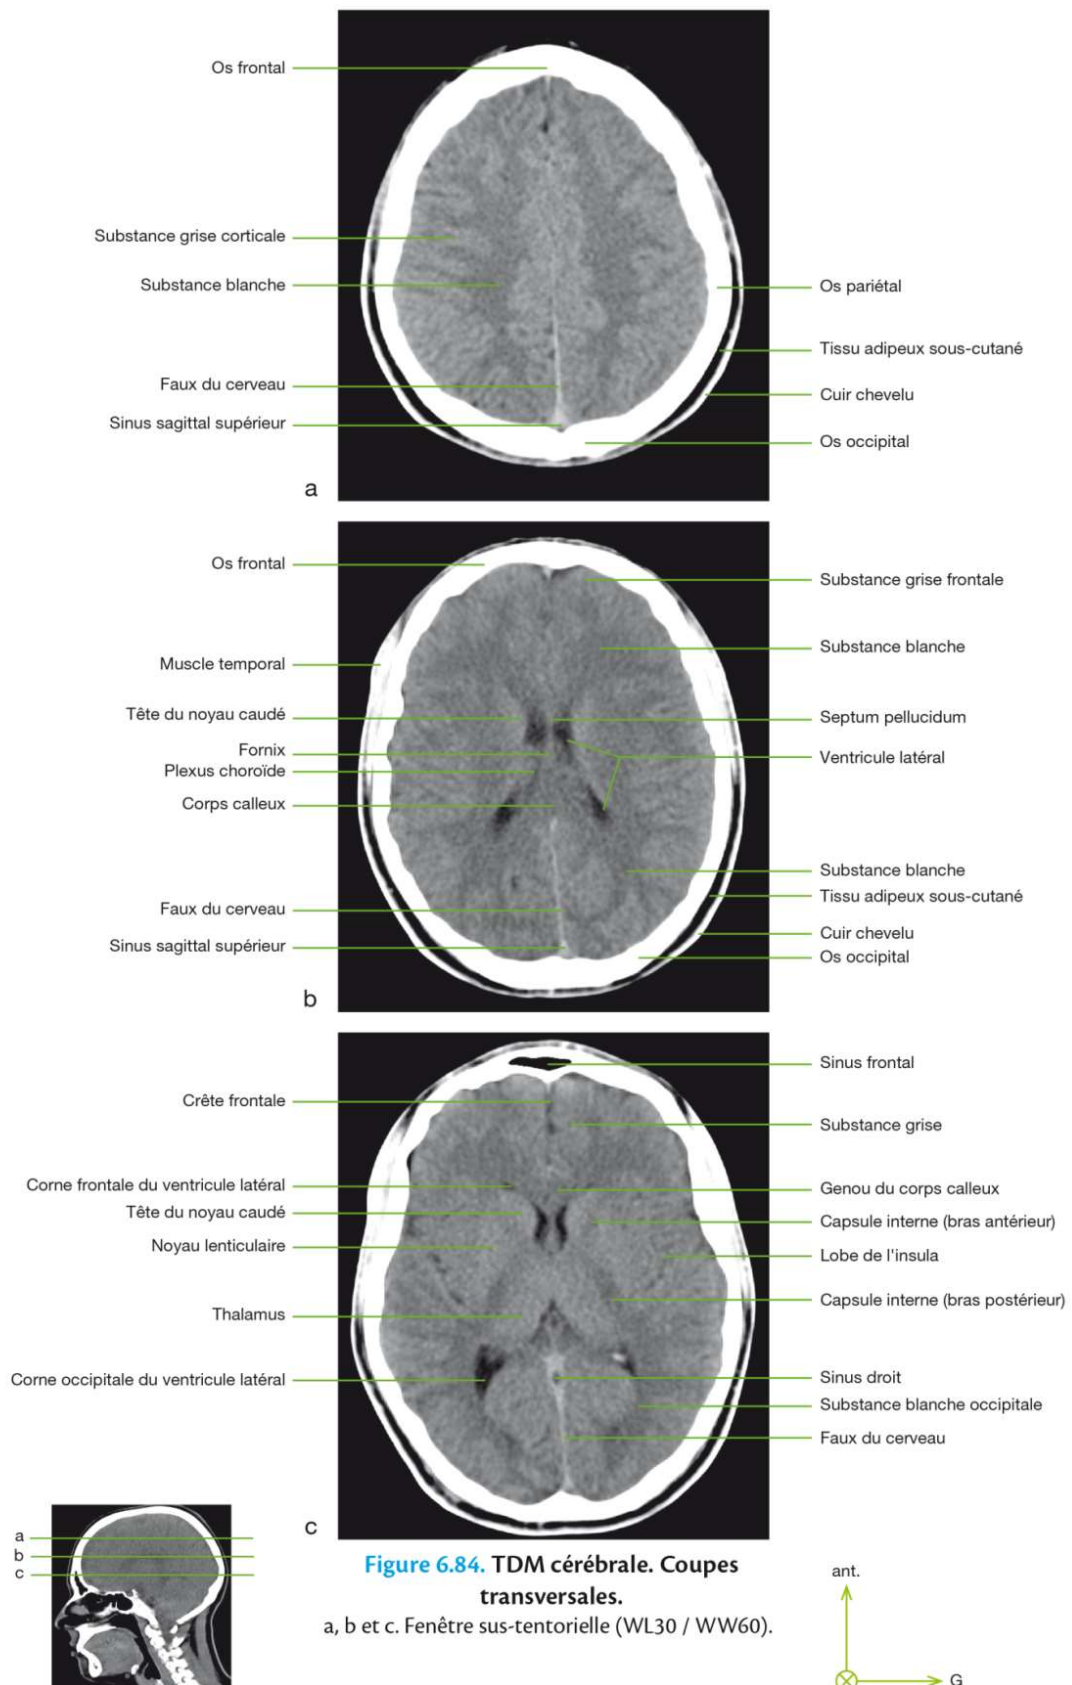 Os frontal
Substance grise corticale
Substance blanche
Faux du cerveau
Sinus sagittal supérieur
Os pariétal
Tissu adipeux sous-cutané
Cuir chevelu
Os occipital
a
Os frontal
Muscle temporal
Tête du noyau caudé
Fornix
Plexus choroïde
Corps calleux
Faux du cerveau
Sinus sagittal supérieur
Substance grise frontale
Substance blanche
Septum pellucidum
Ventricule latéral
Substance blanche
Tissu adipeux sous-cutané
Cuir chevelu
Os occipital
b
Crête frontale
Corne frontale du ventricule latéral
Tête du noyau caudé
Noyau lenticulaire
Thalamus
Corne occipitale du ventricule latéral
Sinus frontal
Substance grise
Genou du corps calleux
Capsule interne (bras antérieur)
Lobe de l'insula
Capsule interne (bras postérieur)
Sinus droit
Substance blanche occipitale
Faux du cerveau
c
a
b
c
Figure 6.84. TDM cérébrale. Coupes
transversales.
a, b et c. Fenêtre sus-tentorielle (WL30 / WW60).
ant.
G